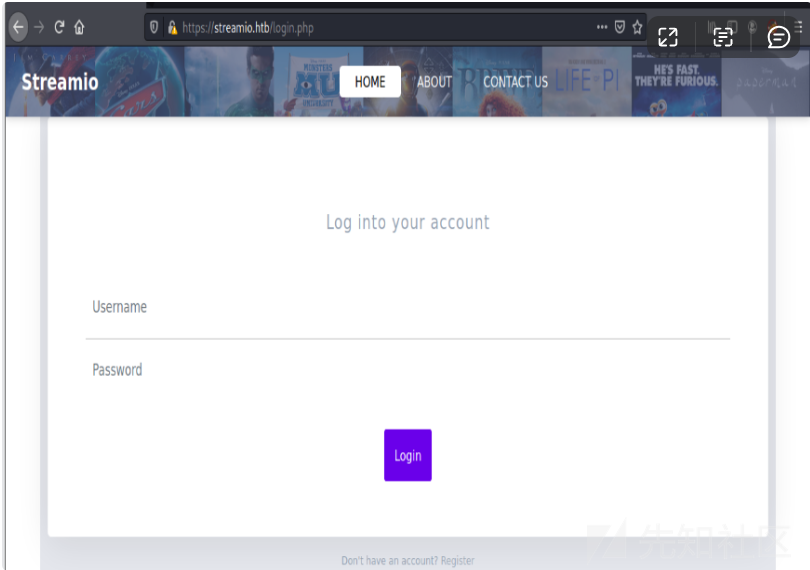 https://streamio.htb/login.php
Streamio
HOME
ABOUT
CONTACT US
MONSTERS
UNIVERSITY
LIFE OF PI
HE'S FAST.
THEY'RE FURIOUS.
Log into your account
Username
Password
Login
Don't have an account? Register
先知社区